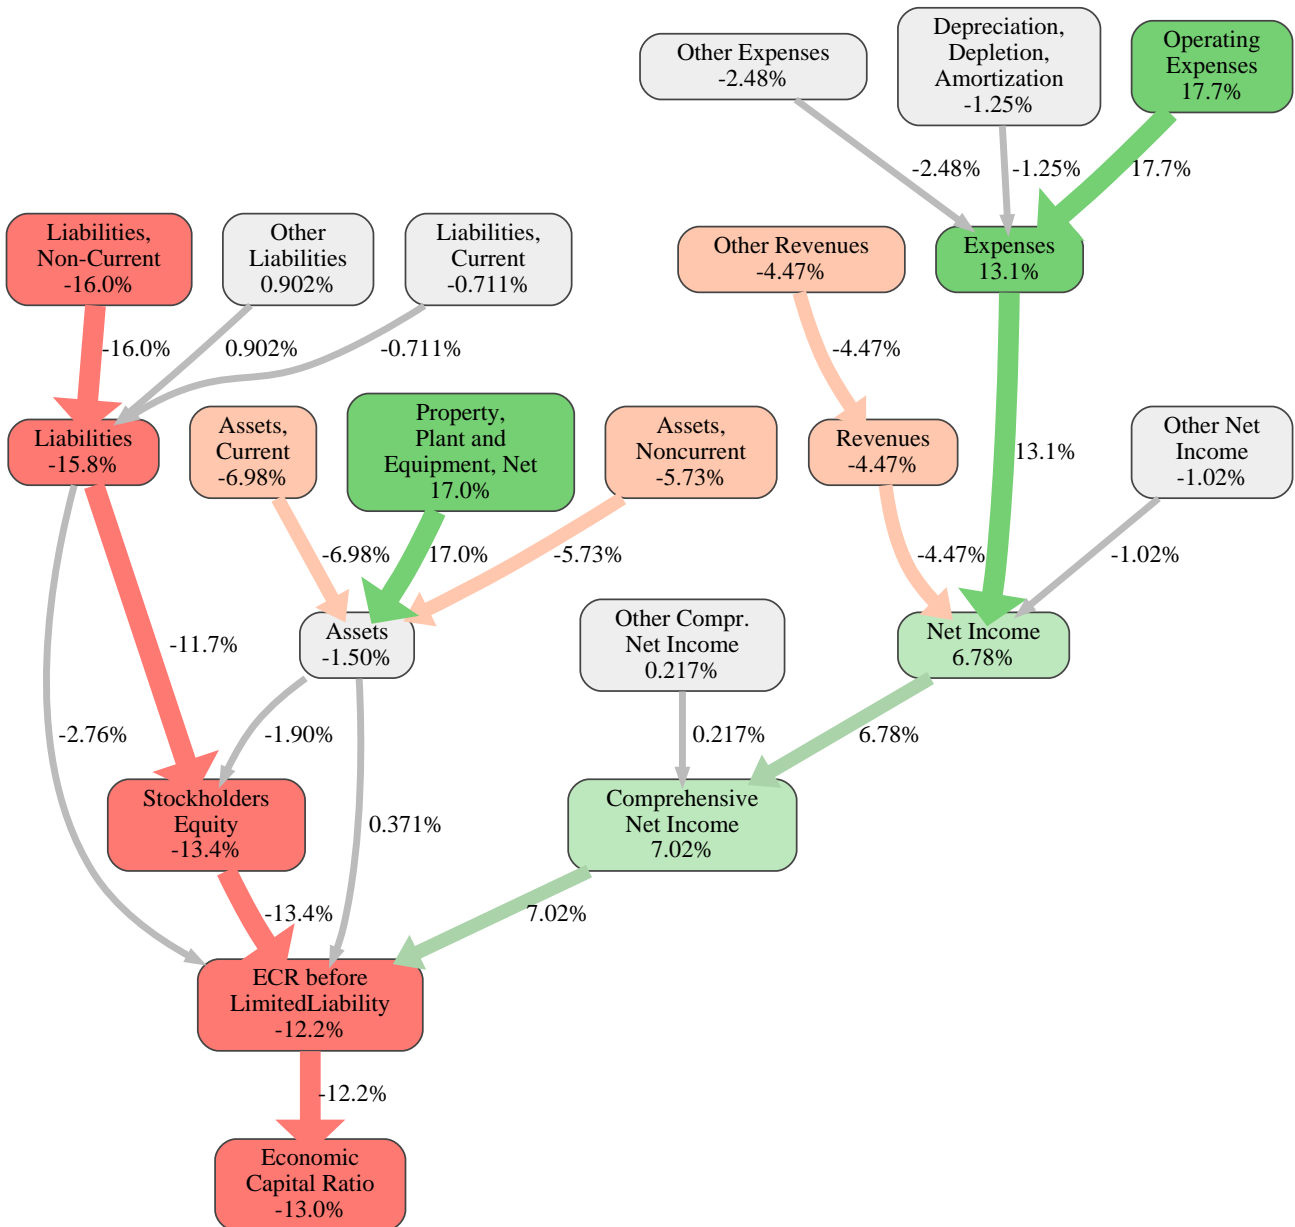 Depreciation,
Depletion,
Amortization
-1.25%
Operating
Expenses
17.7%
Other Expenses
-2.48%
-2.48%
-1.25%
17.7%
Liabilities,
Non-Current
-16.0%
Other
Liabilities
0.902%
Liabilities,
Current
-0.711%
Other Revenues
-4.47%
Expenses
13.1%
-16.0%
0.902%
-0.711%
-4.47%
Liabilities
-15.8%
Assets,
Current
-6.98%
Property,
Plant and
Equipment, Net
17.0%
Assets,
Noncurrent
-5.73%
Revenues
-4.47%
13.1%
Other Net
Income
-1.02%
-6.98%
17.0%
-5.73%
-4.47%
-1.02%
Assets
-1.50%
Other Compr.
Net Income
0.217%
Net Income
6.78%
-11.7%
-2.76%
-1.90%
0.217%
6.78%
Stockholders
Equity
-13.4%
0.371%
Comprehensive
Net Income
7.02%
-13.4%
7.02%
ECR before
LimitedLiability
-12.2%
-12.2%
Economic
Capital Ratio
-13.0%